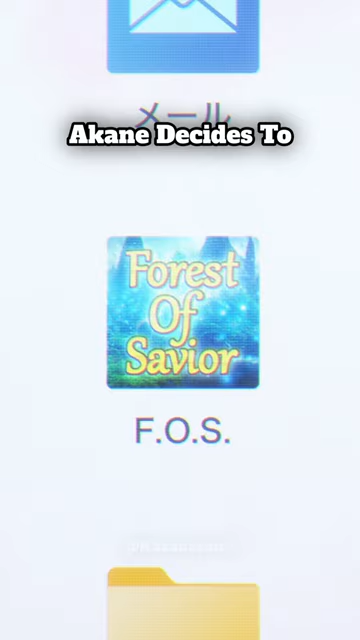 メール
Akane Decides To
Forest
Of
Savior
F.O.S.